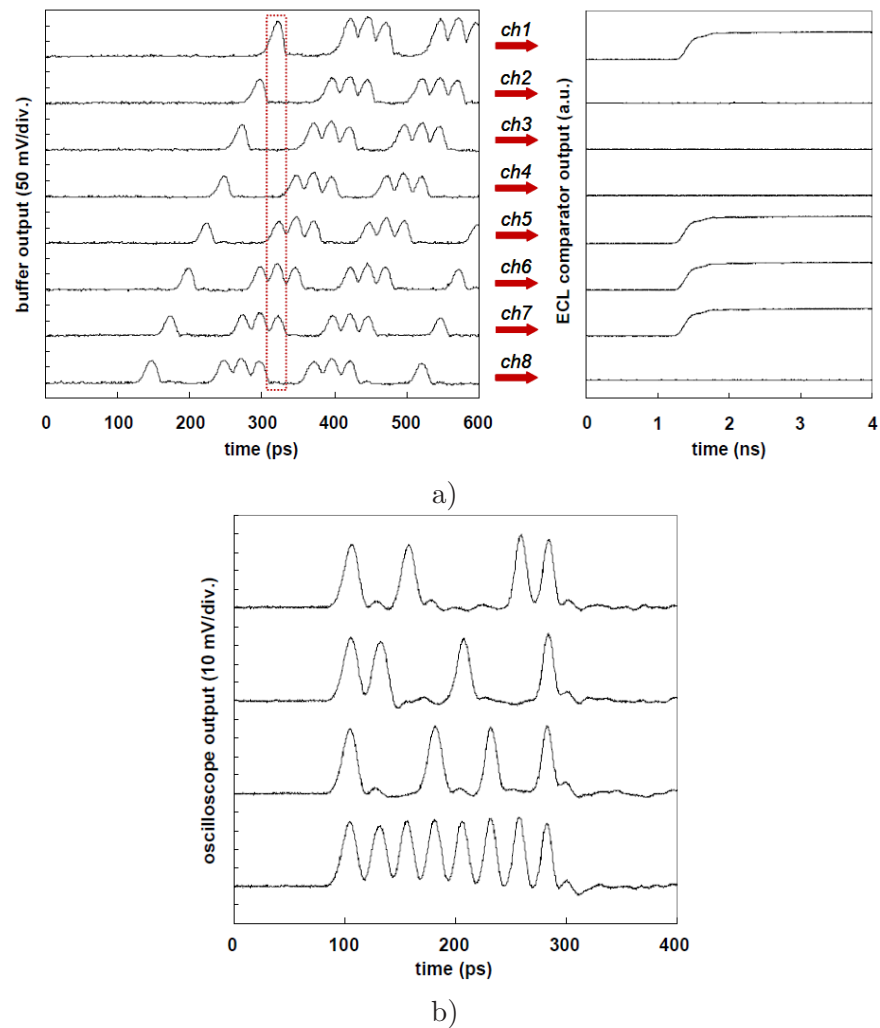 buffer output (50 mV/div.)
0 100 200 300 400 500 600
time (ps)
ch1
ch2
ch3
ch4
ch5
ch6
ch7
ch8
ECL comparator output (a.u.)
0 1 2 3 4
time (ns)
a)
oscilloscope output (10 mV/div.)
0 100 200 300 400
time (ps)
b)